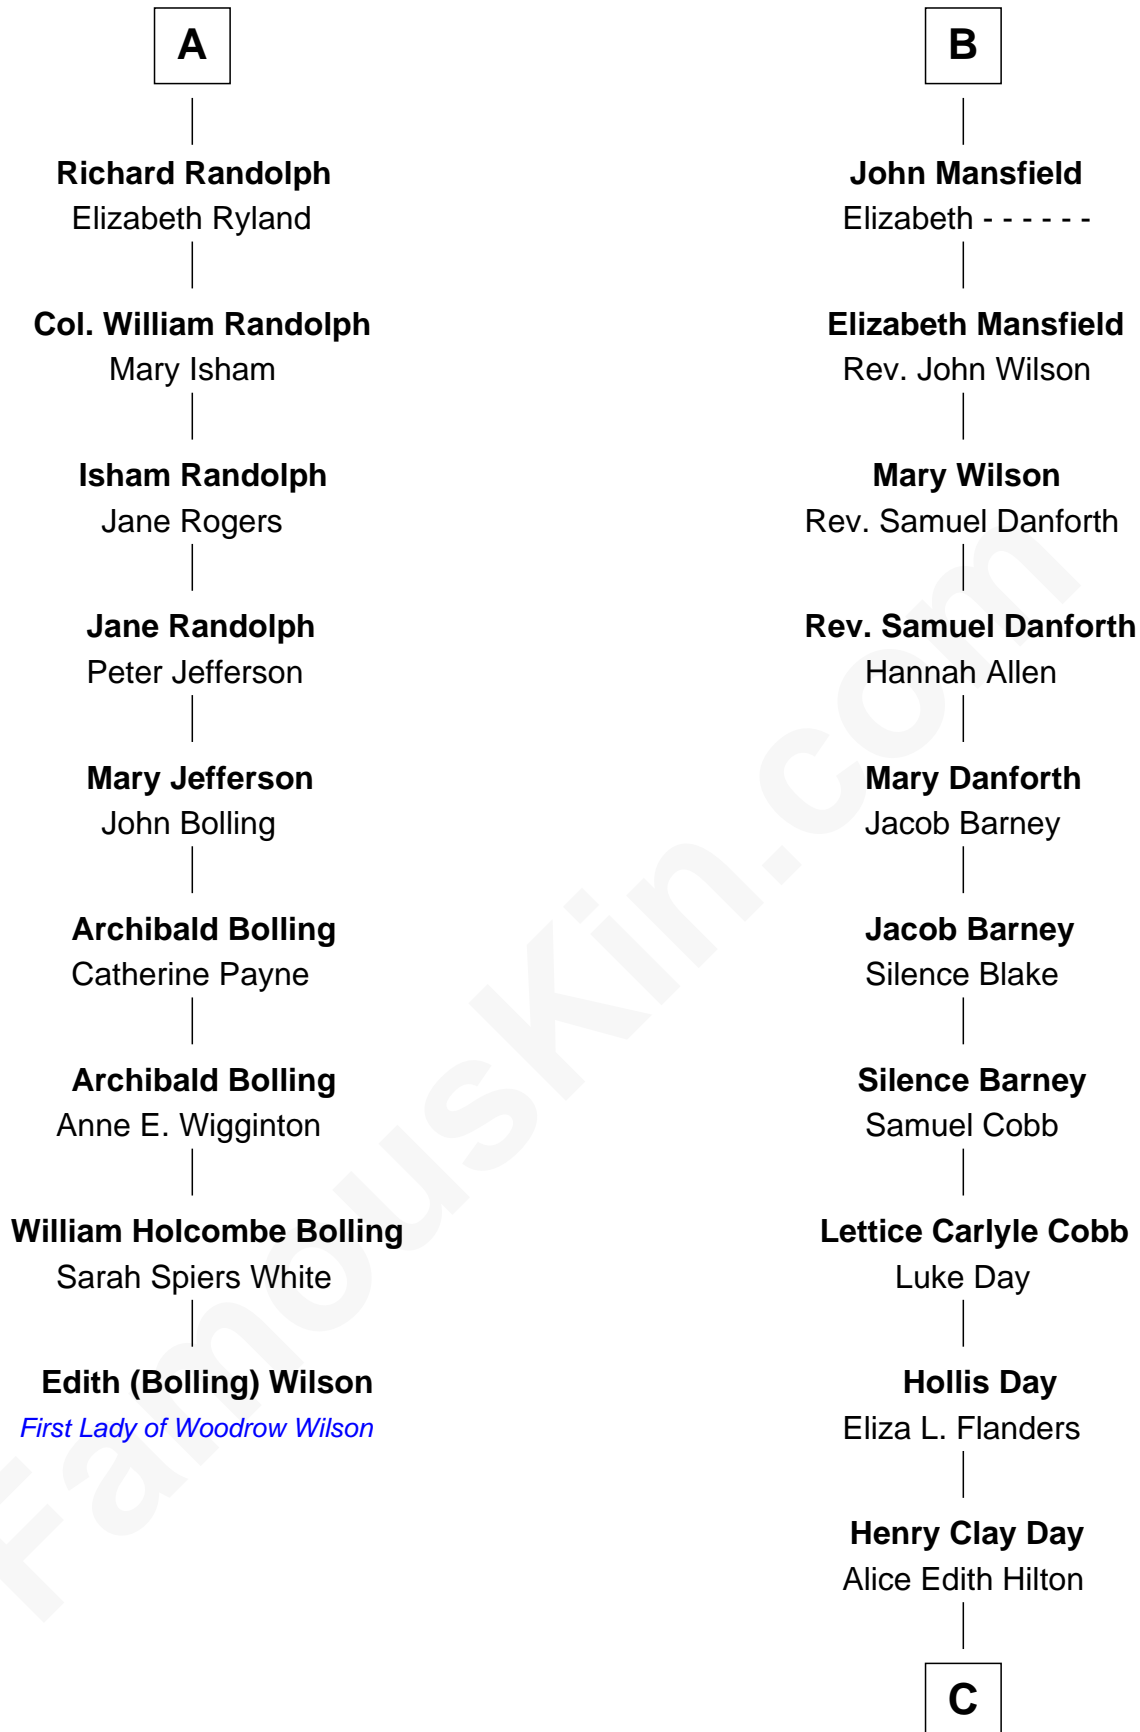 A
Richard Randolph
Elizabeth Ryland
Col. William Randolph
Mary Isham
Isham Randolph
Jane Rogers
Jane Randolph
Peter Jefferson
Mary Jefferson
John Bolling
Archibald Bolling
Catherine Payne
Archibald Bolling
Anne E. Wigginton
William Holcombe Bolling
Sarah Spiers White
Edith (Bolling) Wilson
First Lady of Woodrow Wilson
B
John Mansfield
Elizabeth - - - - - -
Elizabeth Mansfield
Rev. John Wilson
Mary Wilson
Rev. Samuel Danforth
Rev. Samuel Danforth
Hannah Allen
Mary Danforth
Jacob Barney
Jacob Barney
Silence Blake
Silence Barney
Samuel Cobb
Lettice Carlyle Cobb
Luke Day
Hollis Day
Eliza L. Flanders
Henry Clay Day
Alice Edith Hilton
C
FamousKin.com